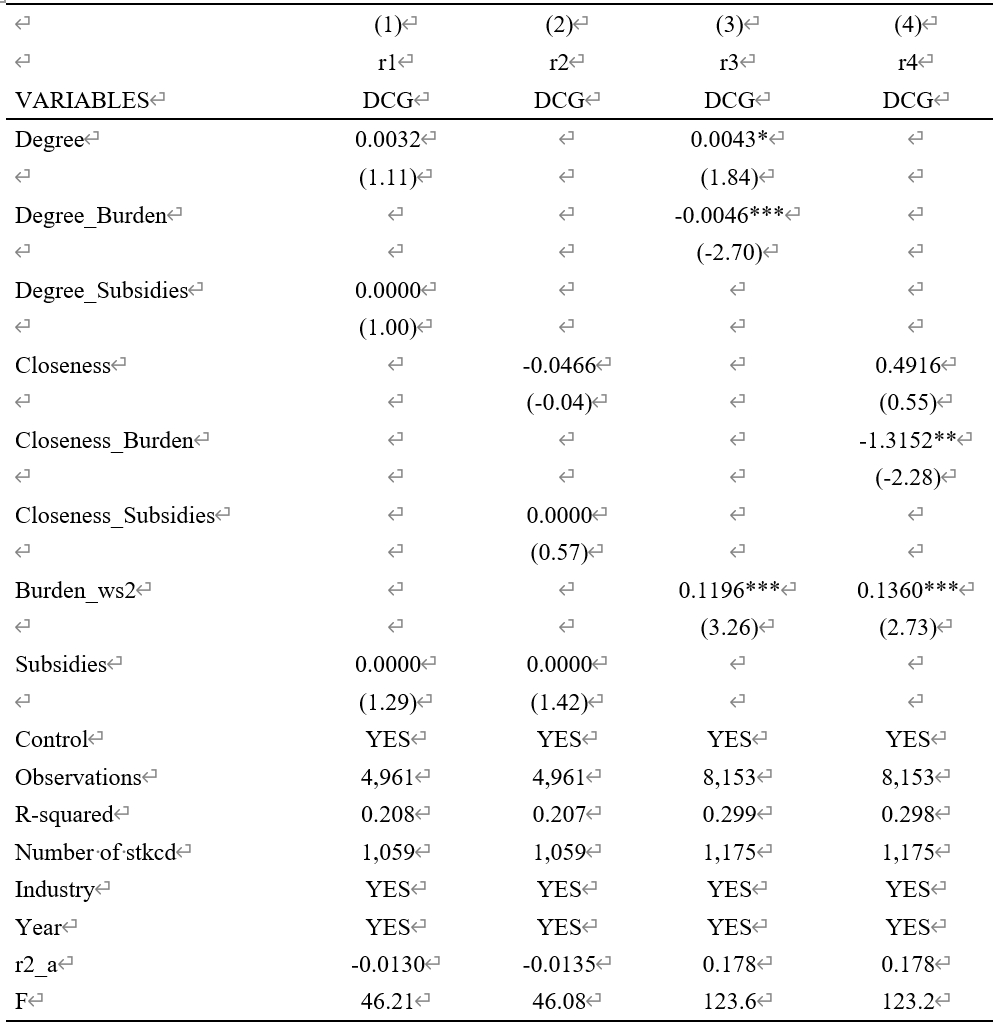 (1) (2) (3) (4)
r1 r2 r3 r4
VARIABLES DCG DCG DCG DCG
Degree 0.0032 0.0043*
(1.11) (1.84)
Degree_Burden -0.0046***
(-2.70)
Degree_Subsidies 0.0000
(1.00)
Closeness -0.0466 0.4916
(-0.04) (0.55)
Closeness_Burden -1.3152**
(-2.28)
Closeness_Subsidies 0.0000
(0.57)
Burden_ws2 0.1196*** 0.1360***
(3.26) (2.73)
Subsidies 0.0000 0.0000
(1.29) (1.42)
Control YES YES YES YES
Observations 4,961 4,961 8,153 8,153
R-squared 0.208 0.207 0.299 0.298
Number of stkcd 1,059 1,059 1,175 1,175
Industry YES YES YES YES
Year YES YES YES YES
r2_a -0.0130 -0.0135 0.178 0.178
F 46.21 46.08 123.6 123.2